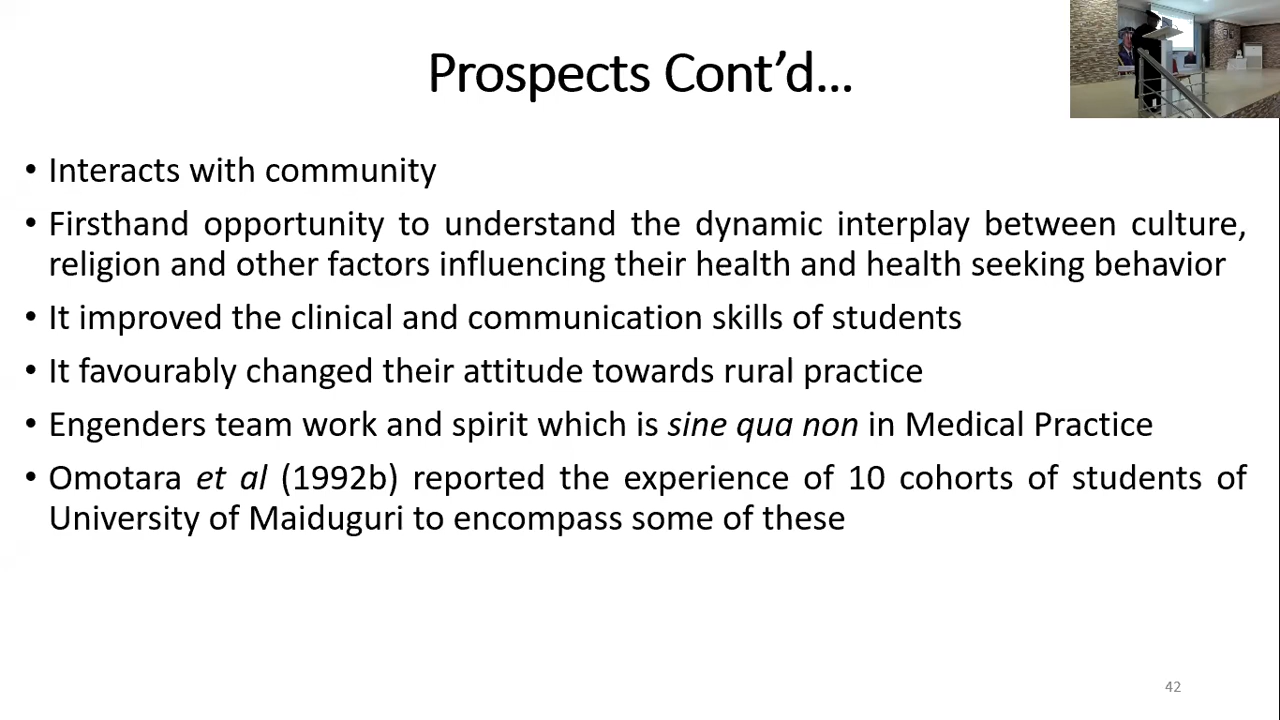 Prospects Cont’d...
• Interacts with community
• Firsthand opportunity to understand the dynamic interplay between culture,
religion and other factors influencing their health and health seeking behavior
• It improved the clinical and communication skills of students
• It favourably changed their attitude towards rural practice
• Engenders team work and spirit which is sine qua non in Medical Practice
• Omotara et al (1992b) reported the experience of 10 cohorts of students of
University of Maiduguri to encompass some of these
42